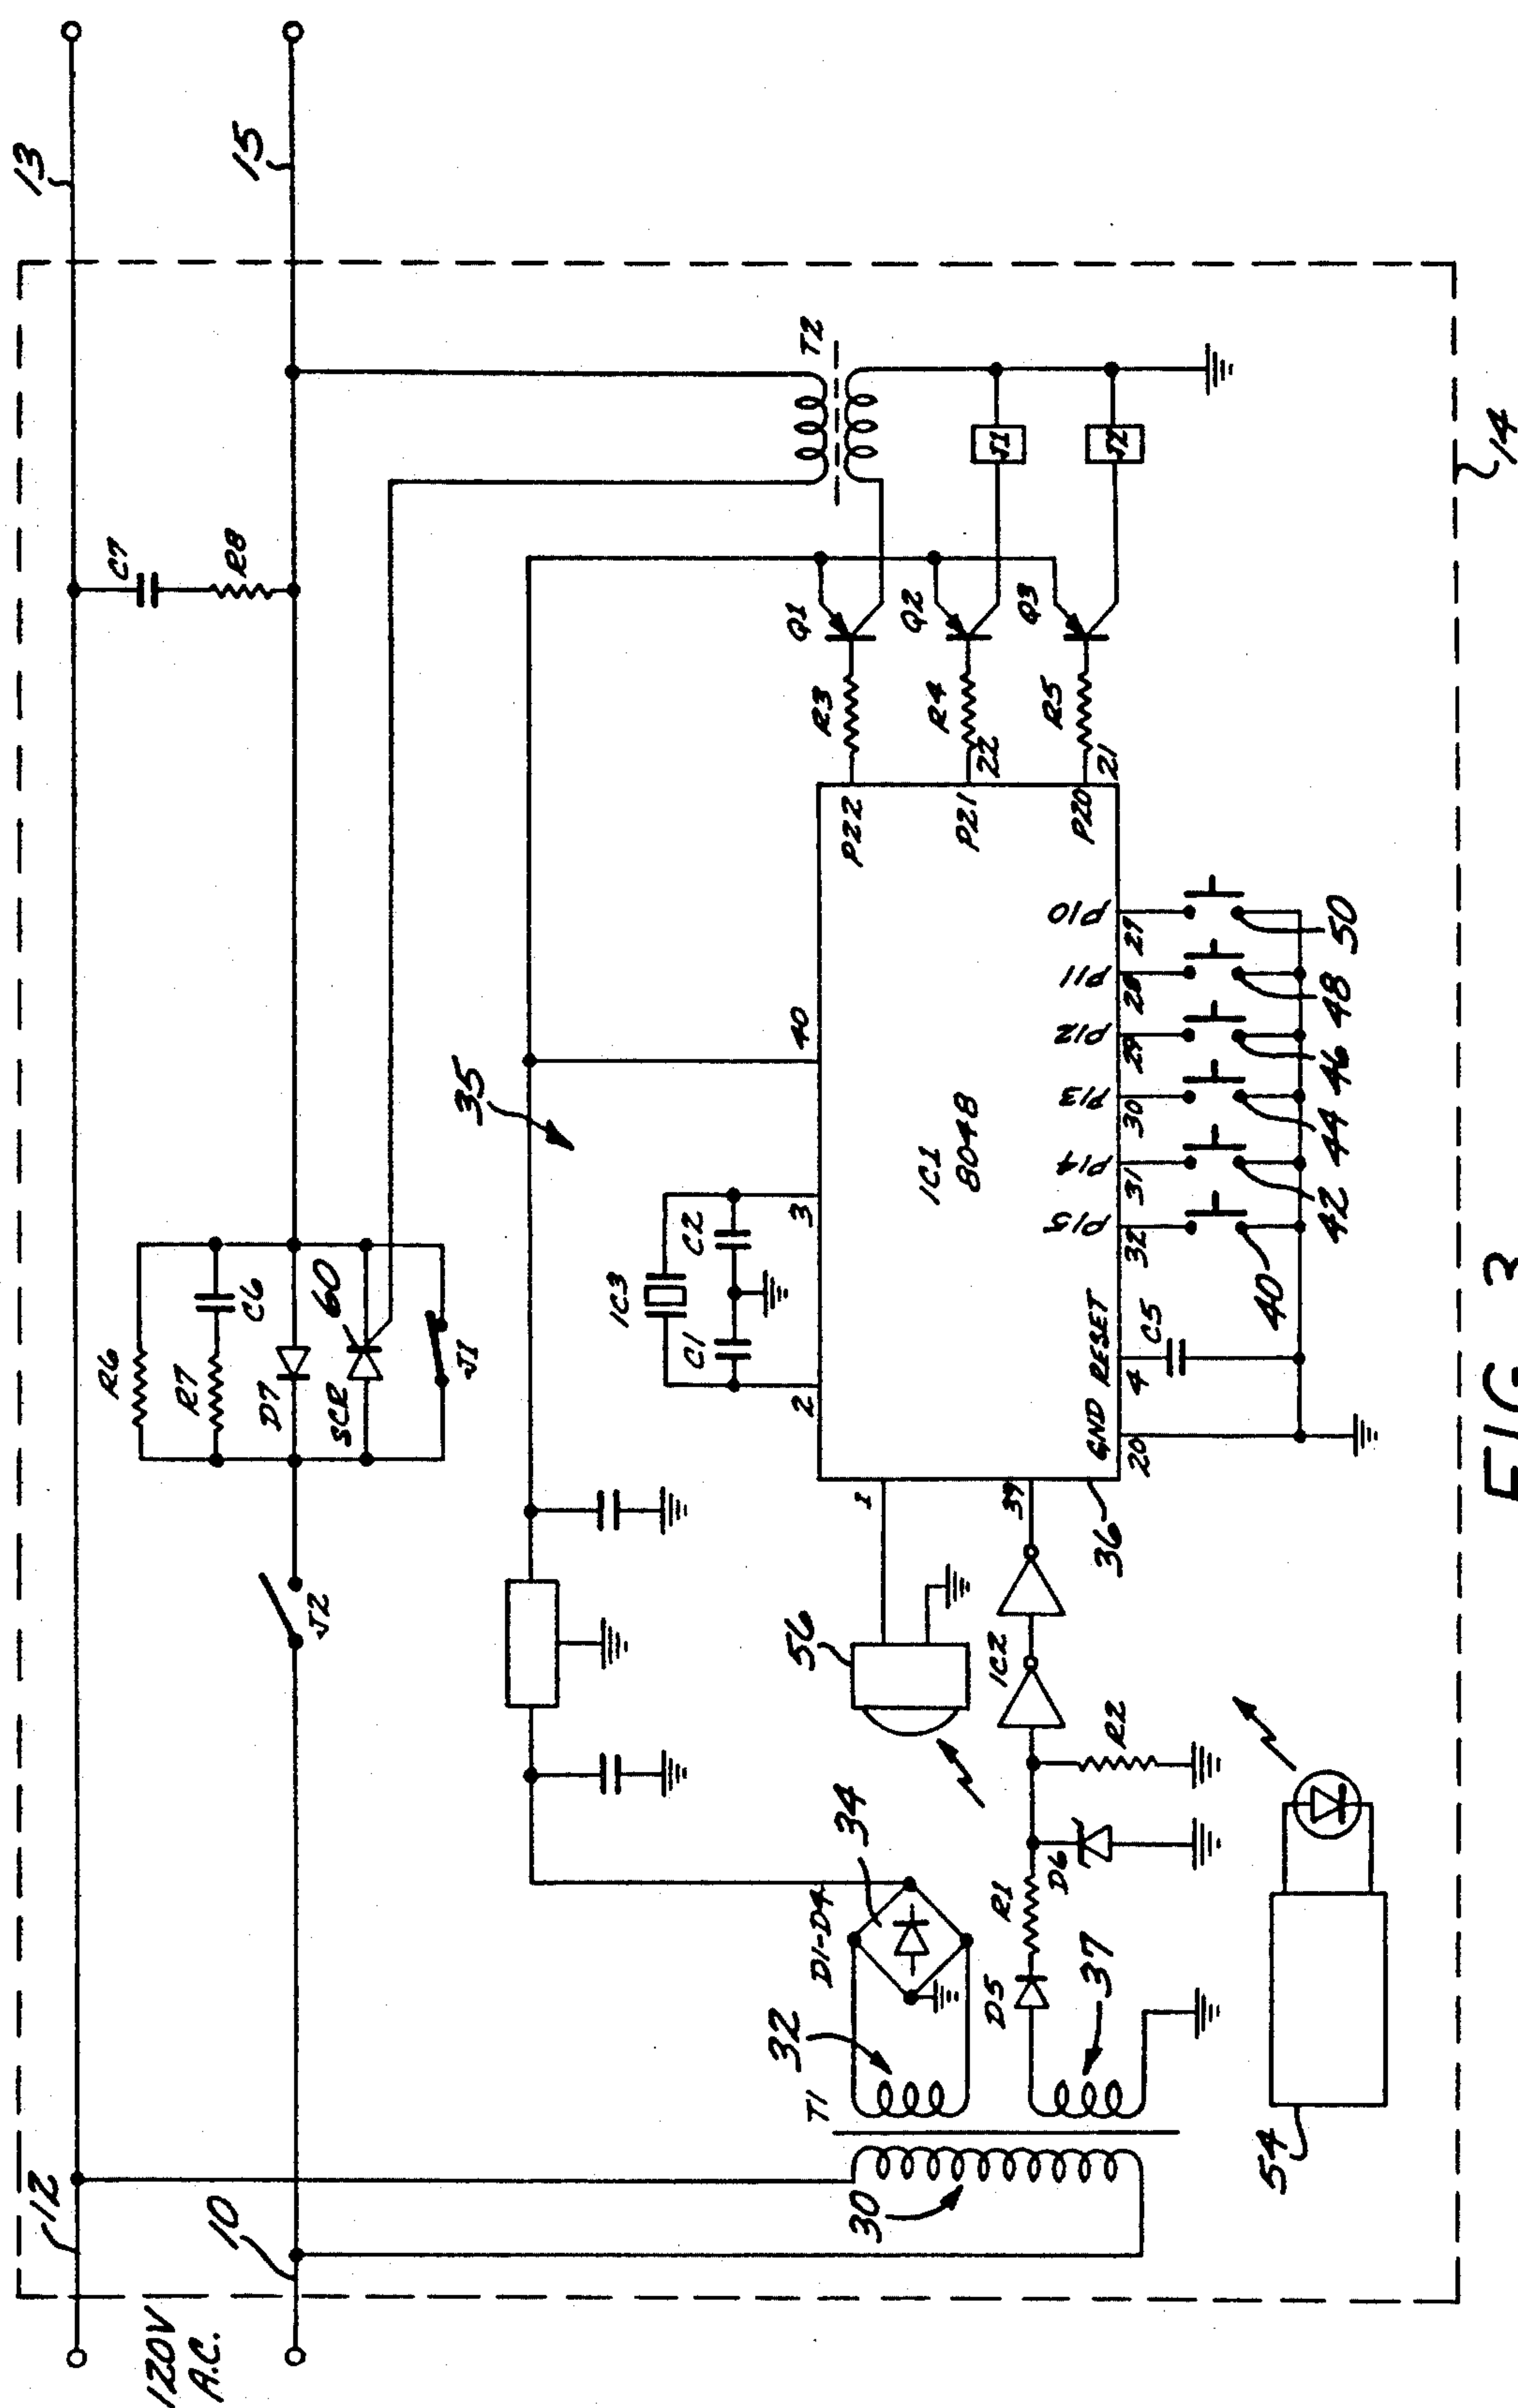 13
15
C7
R8
R6
R7
C6
D7
60
SCR
J1
J2
12
10
120V
A.C.
35
T2
J1
J2
Q1
Q2
Q3
R3
R4
R5
22
21
P22
P21
P20
40
IC3
C1
C2
2
3
IC1
8048
P10
P11
P12
P13
P14
P15
27
28
29
30
31
32
RESET
GND
4
20
C5
50
48
46
44
42
40
1
39
36
56
IC2
R2
34
D1-D4
R1
D6
D5
32
37
T1
30
54
14
FIG. 3